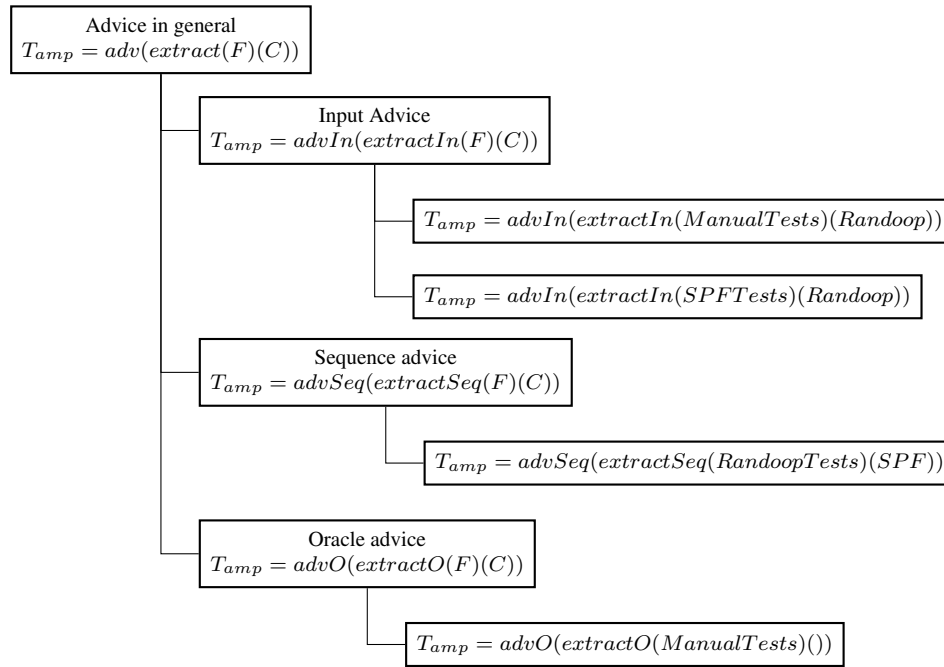 Advice in general
T_amp = adv(extract(F)(C))
Input Advice
T_amp = advIn(extractIn(F)(C))
T_amp = advIn(extractIn(ManualTests)(Randoop))
T_amp = advIn(extractIn(SPFTests)(Randoop))
Sequence advice
T_amp = advSeq(extractSeq(F)(C))
T_amp = advSeq(extractSeq(RandoopTests)(SPF))
Oracle advice
T_amp = advO(extractO(F)(C))
T_amp = advO(extractO(ManualTests)())